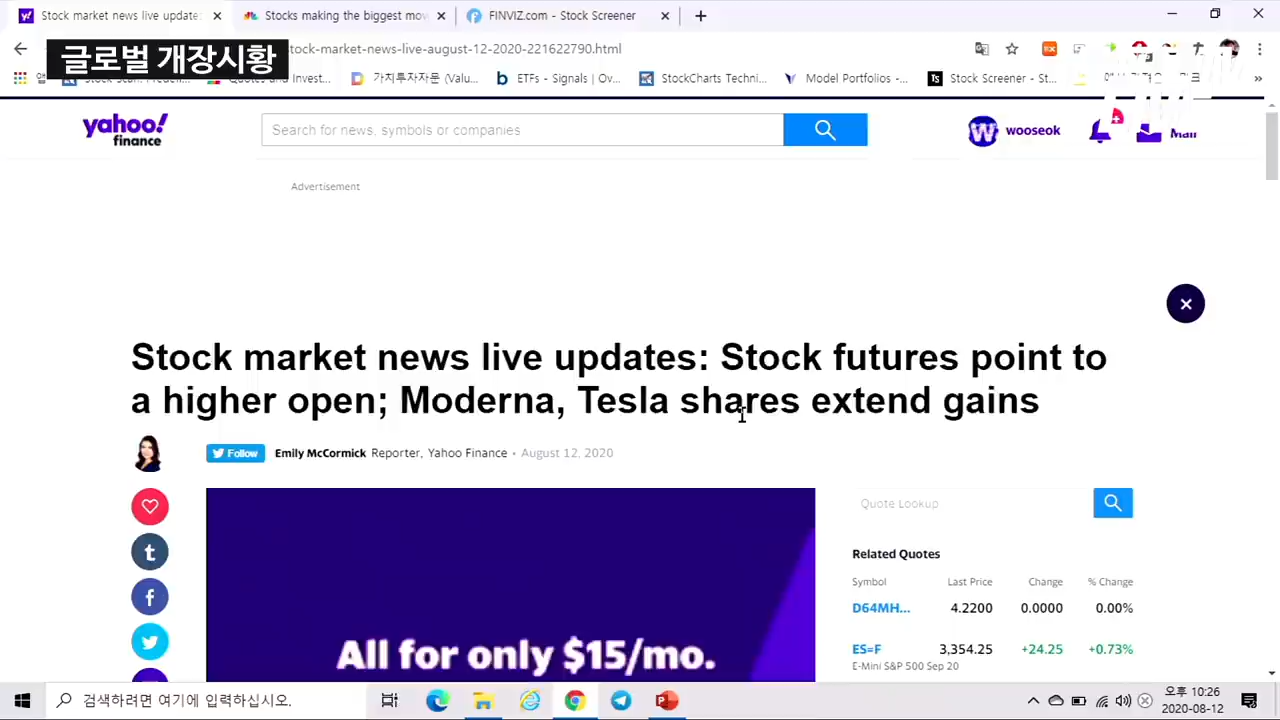 Stock market news live update:
Stocks making the biggest mov
FINVIZ.com - Stock Screener
글로벌 개장시황
stock-market-news-live-august-12-2020-221622790.html
가치투자자문 (Valu...
ETFs - Signals | Ov...
StockCharts Techni...
Model Portfolios -...
Stock Screener - St...
yahoo!
finance
Search for news, symbols or companies
wooseok
Mail
Advertisement
Stock market news live updates: Stock futures point to
a higher open; Moderna, Tesla shares extend gains
Follow
Emily McCormick Reporter, Yahoo Finance • August 12, 2020
Quote Lookup
Related Quotes
Symbol Last Price Change % Change
D64MH... 4.2200 0.0000 0.00%
ES=F 3,354.25 +24.25 +0.73%
E-Mini S&P 500 Sep 20
All for only $15/mo.
검색하려면 여기에 입력하십시오.
오후 10:26
2020-08-12